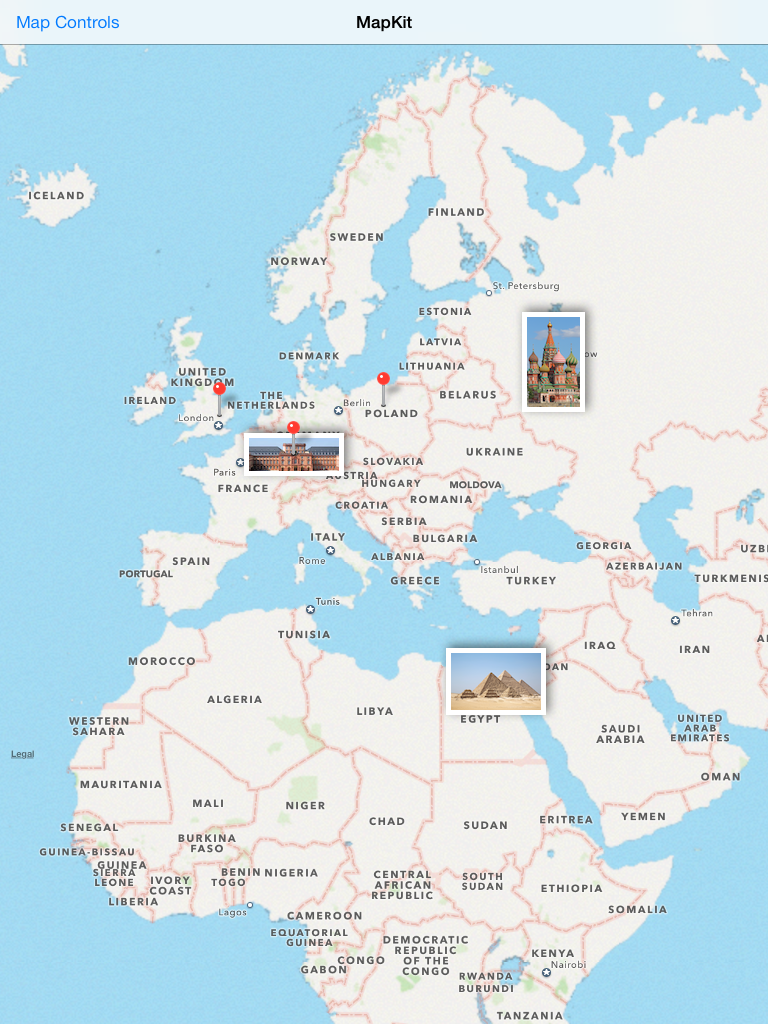 Map Controls
MapKit
ICELAND
FINLAND
SWEDEN
NORWAY
St. Petersburg
ESTONIA
LATVIA
DENMARK
ow
LITHUANIA
UNITED
KINGDOM
BELARUS
IRELAND
THE
NETHERLANDS
Berlin
POLAND
London
UKRAINE
SLOVAKIA
Paris
AUSTRIA
HUNGARY
MOLDOVA
FRANCE
ROMANIA
CROATIA
SERBIA
ITALY
BULGARIA
GEORGIA
UZB
Rome
ALBANIA
SPAIN
AZERBAIJAN
Istanbul
PORTUGAL
GREECE
TURKEY
TURKMENIS
Tunis
Tehran
TUNISIA
IRAQ
IRAN
MOROCCO
DAN
ALGERIA
LIBYA
EGYPT
WESTERN
SAHARA
SAUDI
ARABIA
UNITED
ARAB
EMIRATES
Legal
OMAN
MAURITANIA
MALI
NIGER
CHAD
SUDAN
ERITREA
YEMEN
SENEGAL
BURKINA
FASO
GUINEA-BISSAU
GUINEA
SIERRA
LEONE
IVORY
COAST
BENIN
TOGO
NIGERIA
CENTRAL
AFRICAN
REPUBLIC
SOUTH
SUDAN
ETHIOPIA
LIBERIA
Lagos
SOMALIA
CAMEROON
EQUATORIAL
GUINEA
DEMOCRATIC
REPUBLIC
OF THE
CONGO
CONGO
GABON
KENYA
Nairobi
RWANDA
BURUNDI
TANZANIA